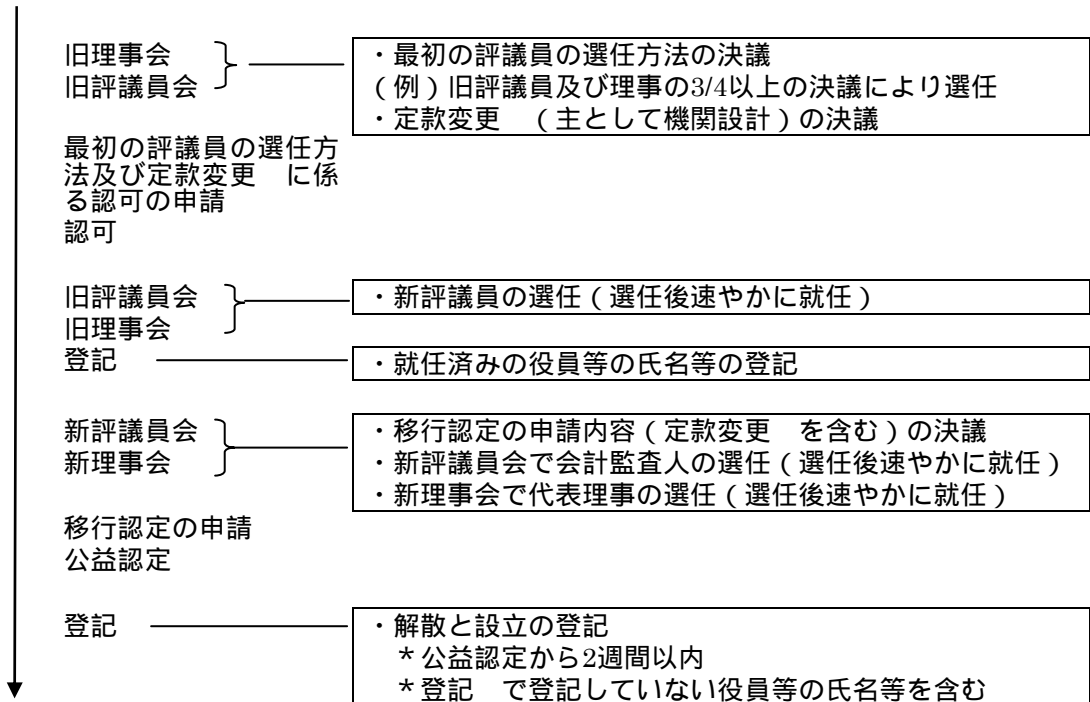 旧理事会
旧評議員会
・最初の評議員の選任方法の決議
(例)旧評議員及び理事の3/4以上の決議により選任
・定款変更　(主として機関設計)の決議
最初の評議員の選任方
法及び定款変更　に係
る認可の申請
認可
旧評議員会
旧理事会
・新評議員の選任(選任後速やかに就任)
登記
・就任済みの役員等の氏名等の登記
新評議員会
新理事会
・移行認定の申請内容(定款変更　を含む)の決議
・新評議員会で会計監査人の選任(選任後速やかに就任)
・新理事会で代表理事の選任(選任後速やかに就任)
移行認定の申請
公益認定
登記
・解散と設立の登記
＊公益認定から2週間以内
＊登記　で登記していない役員等の氏名等を含む